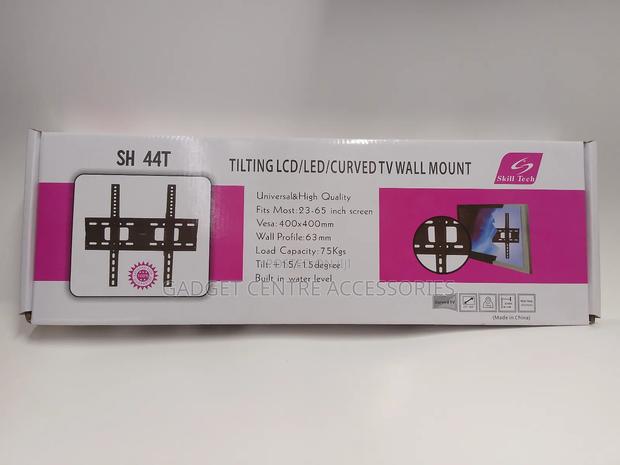 SH 44T
TILTING LCD/LED/CURVED TV WALL MOUNT
Skill Tech
Universal&High Quality
Fits Most:23-65 inch screen
Vesa: 400x400mm
Wall Profile:63mm
Load Capacity:75Kgs
Tilt: +15/-15degree
Built in water level
GADGET CENTRE ACCESSORIES
Curved TV
(Made in China)